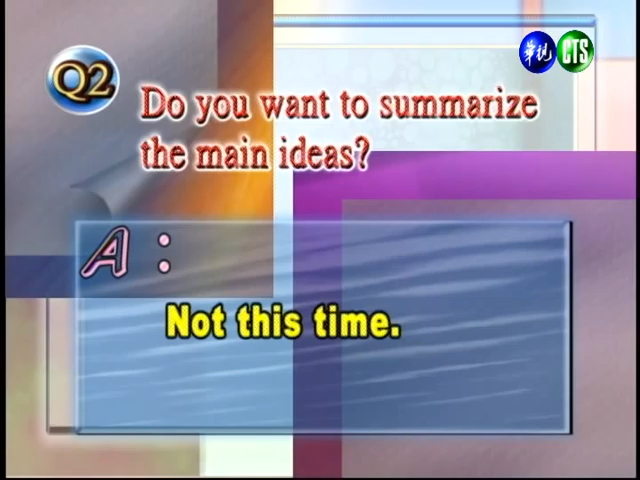 Q2
華視 CTS
Do you want to summarize
the main ideas?
A :
Not this time.